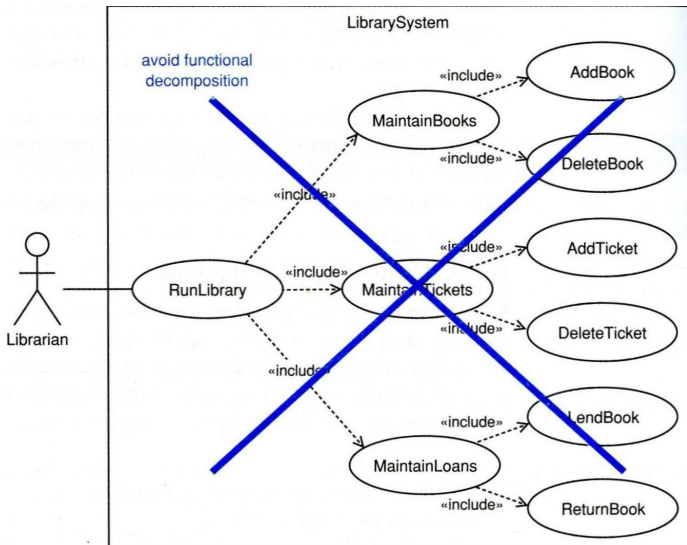 LibrarySystem
avoid functional
decomposition
«include»
AddBook
MaintainBooks
«include»
DeleteBook
«include»
«include»
AddTicket
Librarian
RunLibrary
«include»
MaintainTickets
«include»
DeleteTicket
«include»
«include»
LendBook
MaintainLoans
«include»
ReturnBook